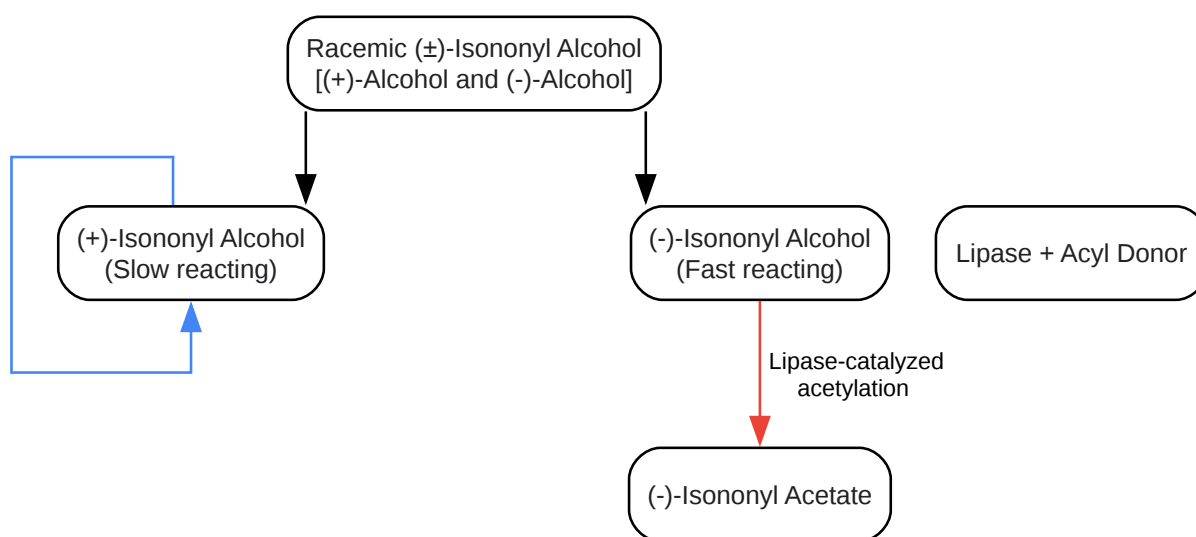 Racemic (±)-Isononyl Alcohol
[(+)-Alcohol and (-)-Alcohol]
(+)-Isononyl Alcohol
(Slow reacting)
(-)-Isononyl Alcohol
(Fast reacting)
Lipase + Acyl Donor
Lipase-catalyzed
acetylation
(-)-Isononyl Acetate